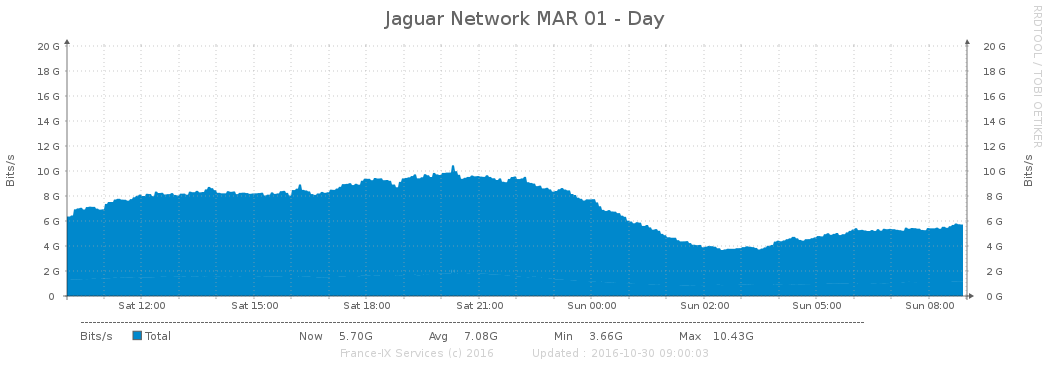 Jaguar Network MAR 01 - Day
RRDTOOL / TOBI OETIKER
20 G 20 G
18 G 18 G
16 G 16 G
14 G 14 G
12 G 12 G
10 G 10 G
8 G 8 G
6 G 6 G
4 G 4 G
2 G 2 G
0 0 G
Bits/s
Bits/s
Sat 12:00 Sat 15:00 Sat 18:00 Sat 21:00 Sun 00:00 Sun 02:00 Sun 05:00 Sun 08:00
Bits/s Total Now 5.70G Avg 7.08G Min 3.66G Max 10.43G
France-IX Services (c) 2016 Updated : 2016-10-30 09:00:03